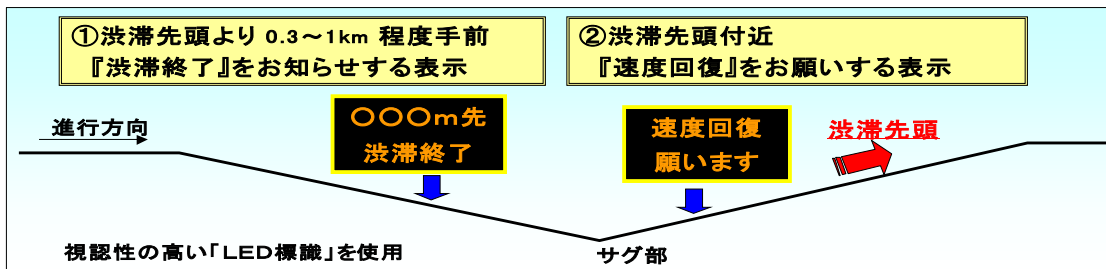 ①渋滞先頭より 0.3～1km 程度手前
『渋滞終了』をお知らせする表示
②渋滞先頭付近
『速度回復』をお願いする表示
進行方向
〇〇〇ｍ先
渋滞終了
速度回復
願います
渋滞先頭
視認性の高い「LED標識」を使用
サグ部